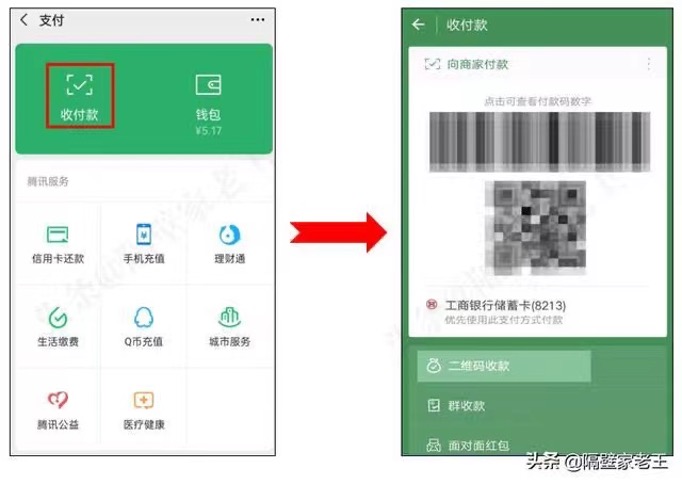 支付
收付款
钱包
¥5.17
腾讯服务
信用卡还款
手机充值
理财通
生活缴费
Q币充值
城市服务
腾讯公益
医疗健康
收付款
向商家付款
点击可查看付款码数字
工商银行储蓄卡(8213)
优先使用此支付方式付款
二维码收款
群收款
面对面红包
头条 @隔壁家老王